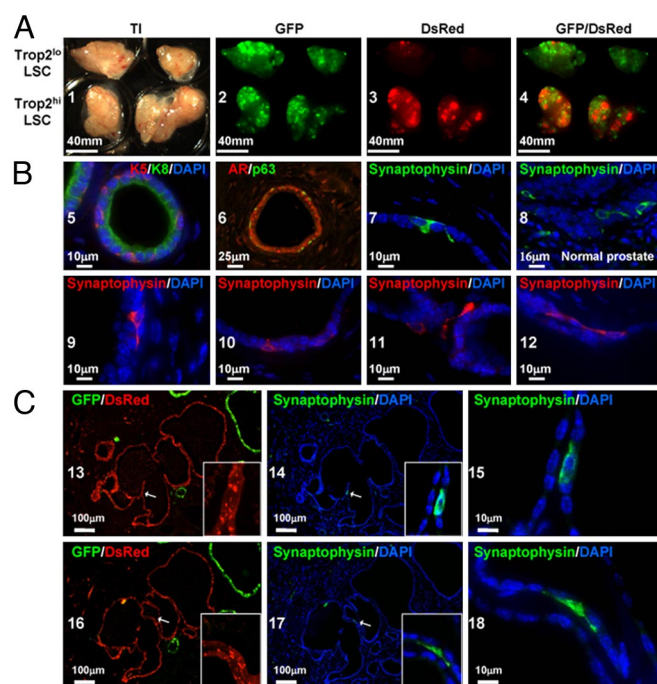 A
TI
GFP
DsRed
GFP/DsRed
Trop2lo
LSC
Trop2hi
LSC
1
40mm
2
40mm
3
40mm
4
40mm
B
K5/K8/DAPI
5
10μm
AR/p63
6
25μm
Synaptophysin/DAPI
7
10μm
Synaptophysin/DAPI
8
16μm
Normal prostate
Synaptophysin/DAPI
9
10μm
Synaptophysin/DAPI
10
10μm
Synaptophysin/DAPI
11
10μm
Synaptophysin/DAPI
12
10μm
C
GFP/DsRed
13
100μm
Synaptophysin/DAPI
14
100μm
Synaptophysin/DAPI
15
10μm
GFP/DsRed
16
100μm
Synaptophysin/DAPI
17
100μm
Synaptophysin/DAPI
18
10μm